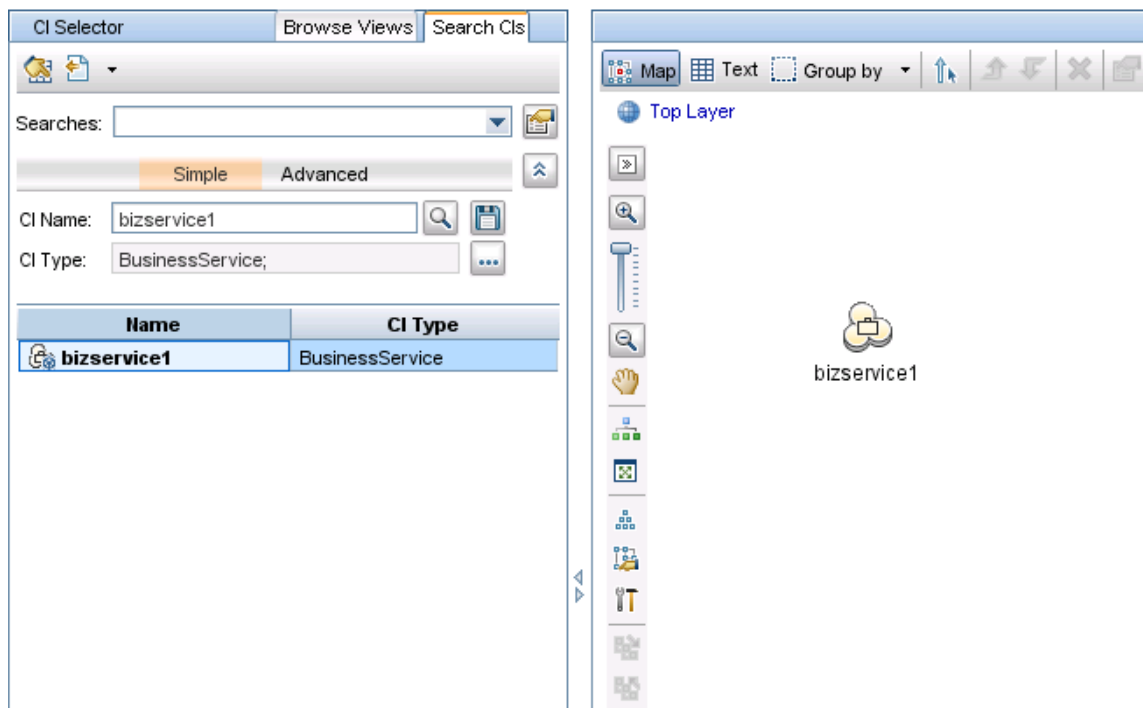 CI Selector
Browse Views
Search CIs
Searches:
Simple
Advanced
CI Name:
bizservice1
CI Type:
BusinessService;
Name
CI Type
bizservice1
BusinessService
Map
Text
Group by
Top Layer
bizservice1